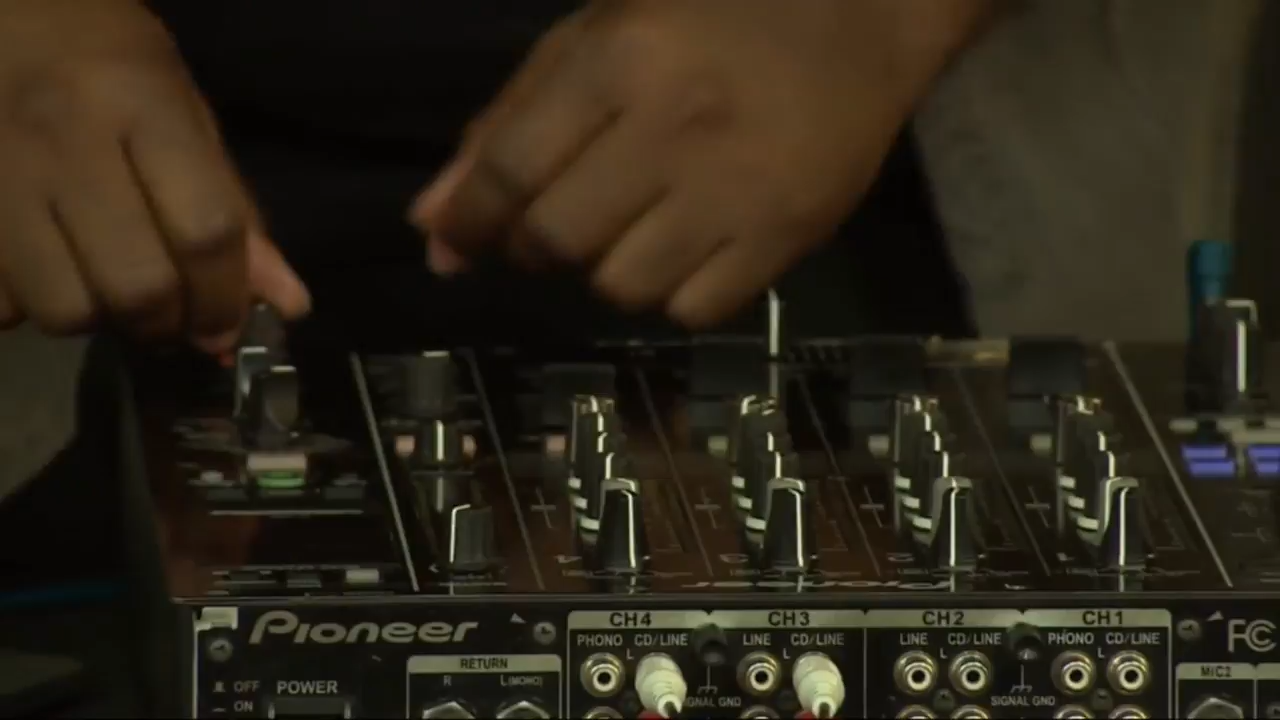 Pioneer
CH4 CH3 CH2 CH1
PHONO CD/LINE LINE CD/LINE LINE CD/LINE PHONO CD/LINE
L L L L
RETURN
R L(MONO)
OFF
ON
POWER
SIGNAL GND
SIGNAL GND
MIC2
FC